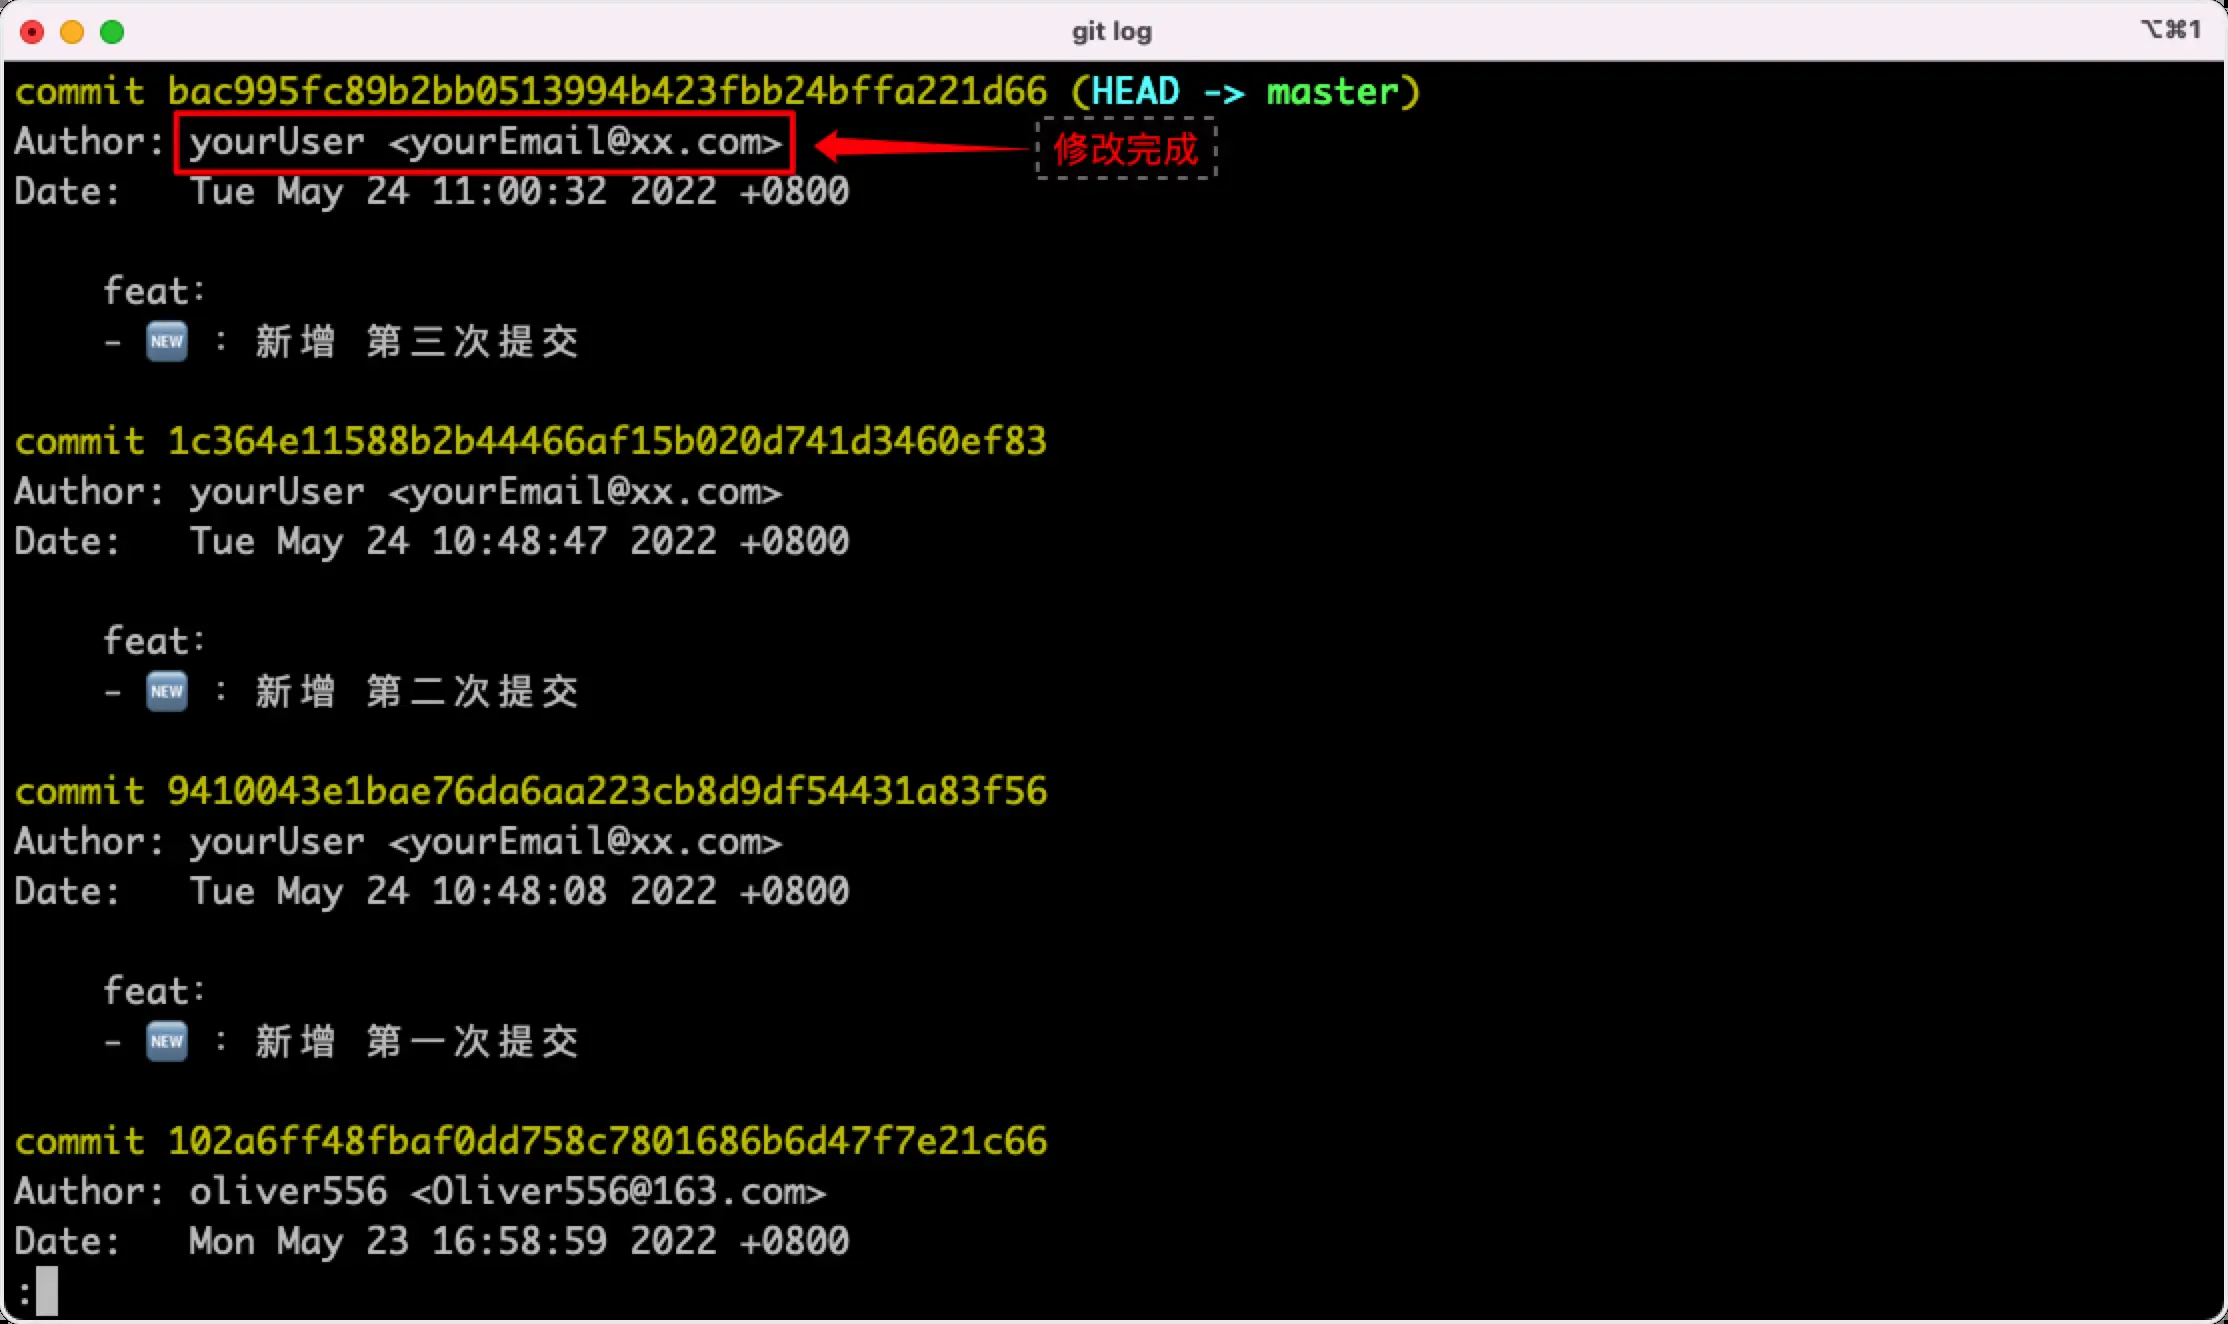 git log
⌥⌘1
commit bac995fc89b2bb0513994b423fbb24bffa221d66 (HEAD -> master)
Author: yourUser <yourEmail@xx.com>
修改完成
Date:   Tue May 24 11:00:32 2022 +0800
feat:
- 🆕 : 新增 第三次提交
commit 1c364e11588b2b44466af15b020d741d3460ef83
Author: yourUser <yourEmail@xx.com>
Date:   Tue May 24 10:48:47 2022 +0800
feat:
- 🆕 : 新增 第二次提交
commit 9410043e1bae76da6aa223cb8d9df54431a83f56
Author: yourUser <yourEmail@xx.com>
Date:   Tue May 24 10:48:08 2022 +0800
feat:
- 🆕 : 新增 第一次提交
commit 102a6ff48fbaf0dd758c7801686b6d47f7e21c66
Author: oliver556 <Oliver556@163.com>
Date:   Mon May 23 16:58:59 2022 +0800
: